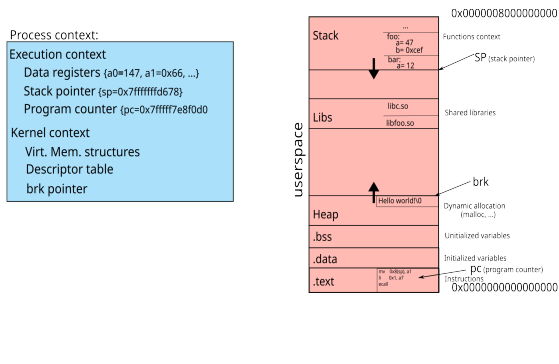 Process context:
Execution context
Data registers {a0=147, a1=0x66, ...}
Stack pointer {sp=0x7fffffffd678}
Program counter {pc=0x7ffff7e8f0d0
Kernel context
Virt. Mem. structures
Descriptor table
brk pointer
userspace
0x0000008000000000
Stack
...
foo:
a= 47
b= 0xcef
bar:
a= 12
Functions context
SP (stack pointer)
Libs
libc.so
libfoo.so
Shared libraries
brk
Hello world!\0
Heap
Dynamic allocation
(malloc, ...)
.bss
Unitialized variables
.data
Initialized variables
pc (program counter)
.text
ecall
Instructions
0x0000000000000000